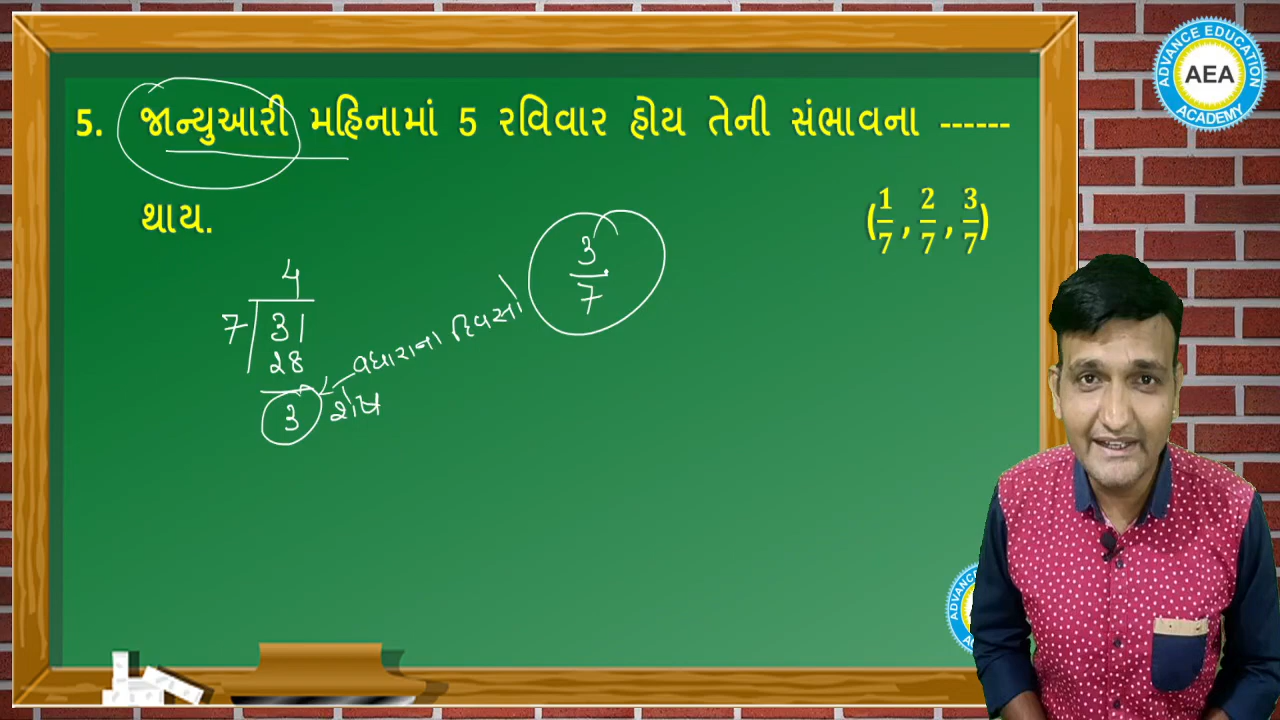 5. જાન્યુઆરી મહિનામાં 5 રવિવાર હોય તેની સંભાવના ------
થાય.
(1/7, 2/7, 3/7)
4
7 31
28
3 શેષ
વધારાના દિવસો
3/7
ADVANCE EDUCATION
AEA
ACADEMY